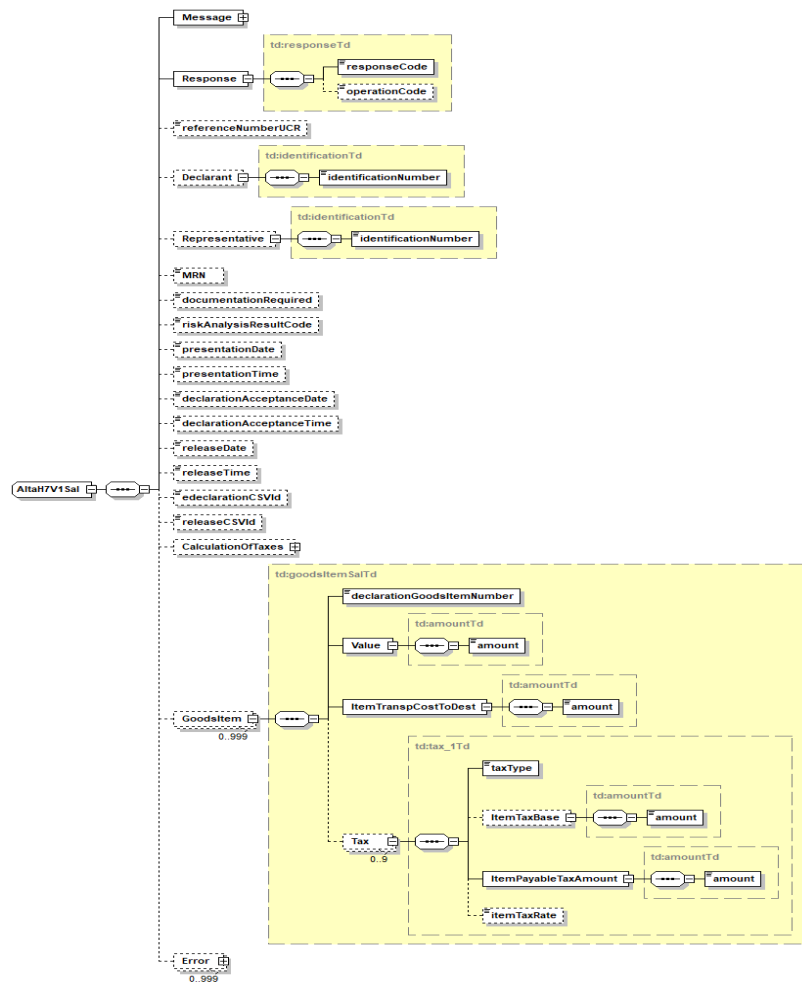 Message
td:responseTd
responseCode
Response
operationCode
referenceNumberUCR
td:identificationTd
Declarant
identificationNumber
td:identificationTd
Representative
identificationNumber
MRN
documentationRequired
riskAnalysisResultCode
presentationDate
presentationTime
declarationAcceptanceDate
declarationAcceptanceTime
releaseDate
releaseTime
AltaH7V1Sal
edeclarationCSVId
releaseCSVId
CalculationOfTaxes
td:goodsItemSalTd
declarationGoodsItemNumber
td:amountTd
Value
amount
td:amountTd
ItemTranspCostToDest
amount
GoodsItem
0..999
td:tax_1Td
taxType
td:amountTd
ItemTaxBase
amount
Tax
0..9
td:amountTd
ItemPayableTaxAmount
amount
itemTaxRate
Error
0..999